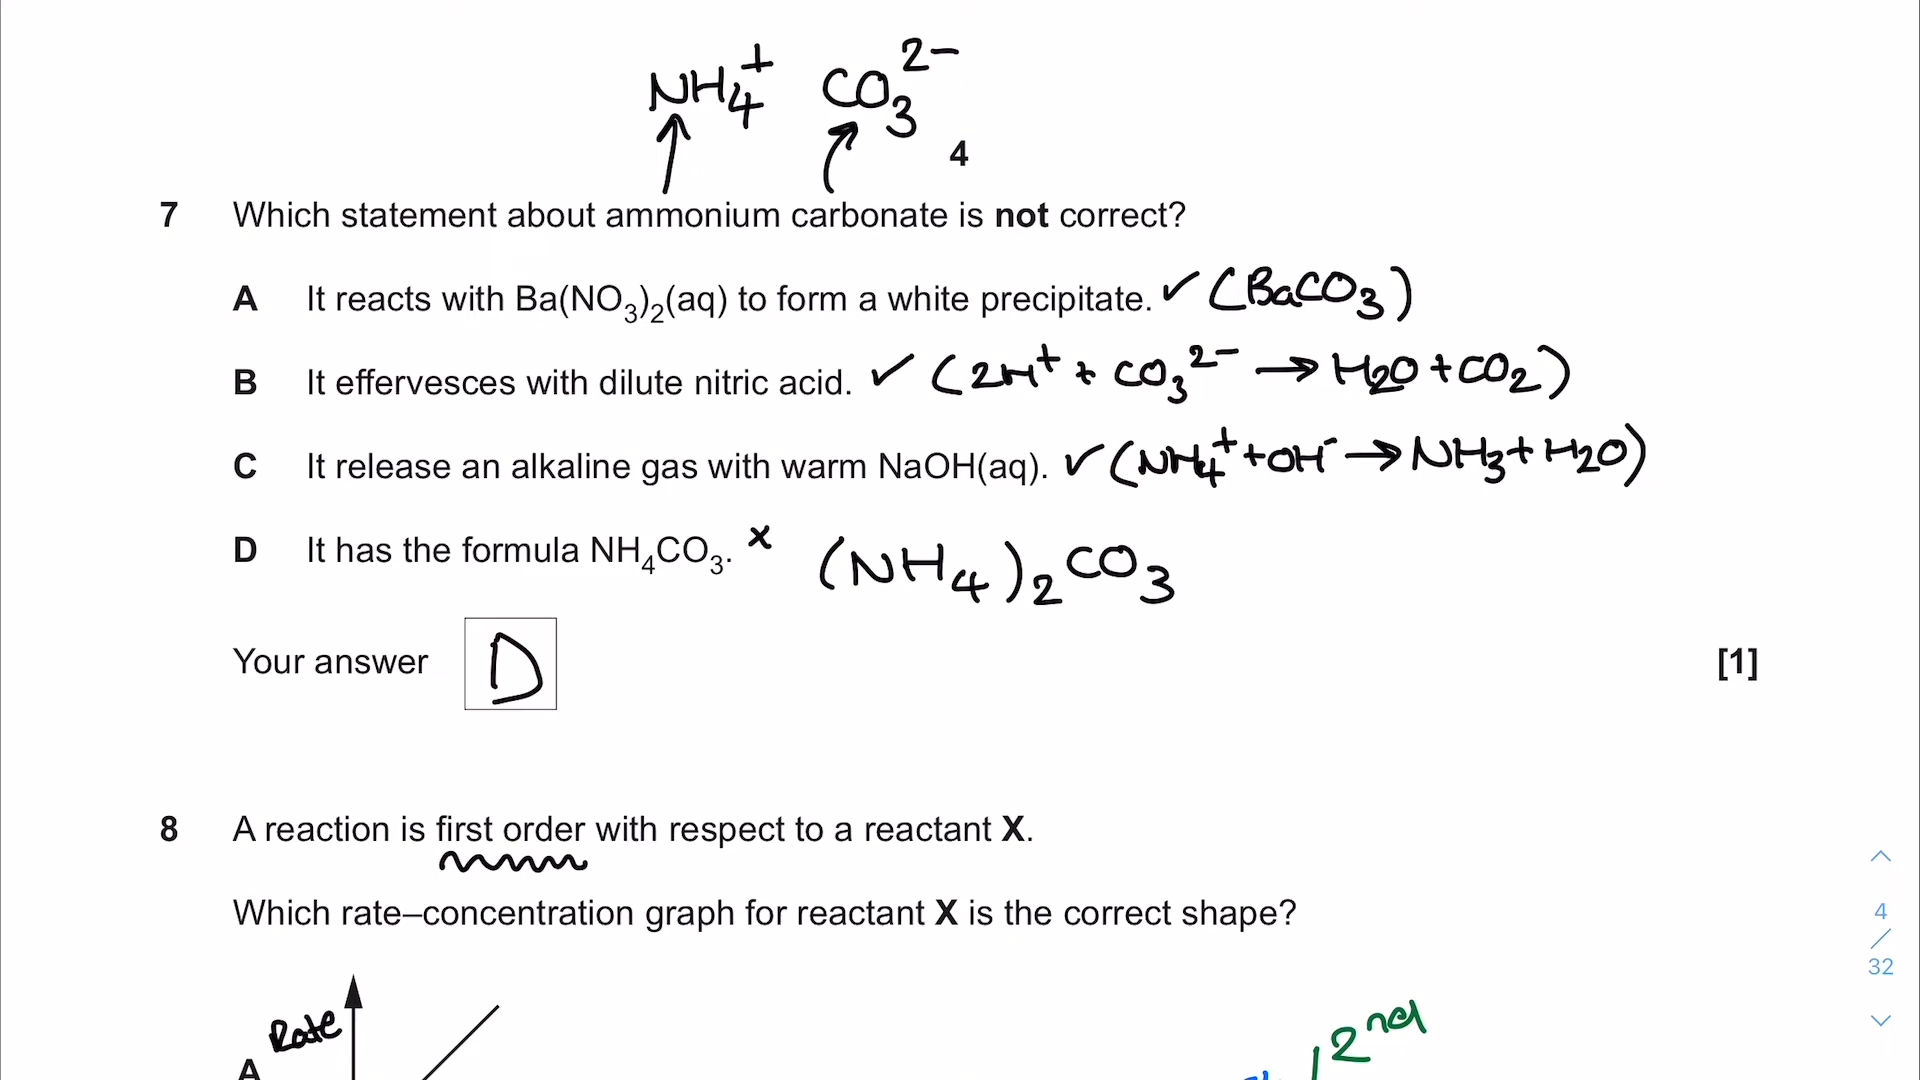 NH4+ CO3 2-
4
7 Which statement about ammonium carbonate is not correct?
A It reacts with Ba(NO3)2(aq) to form a white precipitate. ✓ (BaCO3)
B It effervesces with dilute nitric acid. ✓ (2H+ + CO3 2- → H2O + CO2)
C It release an alkaline gas with warm NaOH(aq). ✓ (NH4+ + OH- → NH3 + H2O)
D It has the formula NH4CO3. x (NH4)2CO3
Your answer D [1]
8 A reaction is first order with respect to a reactant X.
Which rate–concentration graph for reactant X is the correct shape?
4
/
32
Rate
2nd
A